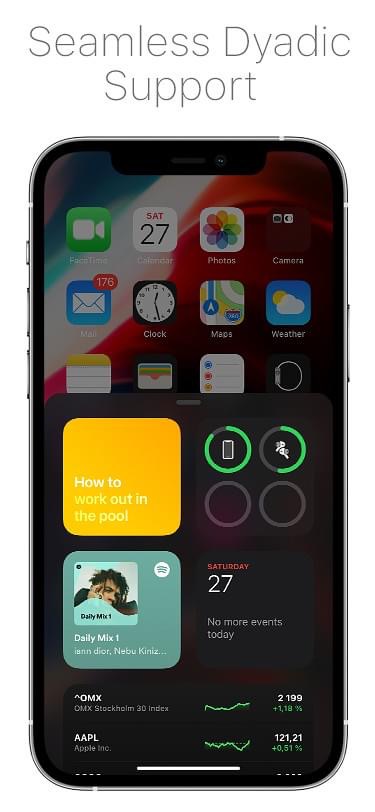 Seamless Dyadic
Support
SAT
27
FaceTime
Calendar
Photos
Camera
176
280
Mail
Clock
Maps
Weather
How to
work out in
the pool
Daily Mix 1
Daily Mix 1
iann dior, Nebu Kiniz...
SATURDAY
27
No more events
today
^OMX
2 199
OMX Stockholm 30 Index
+1,18 %
AAPL
121,21
Apple Inc.
+0,51 %